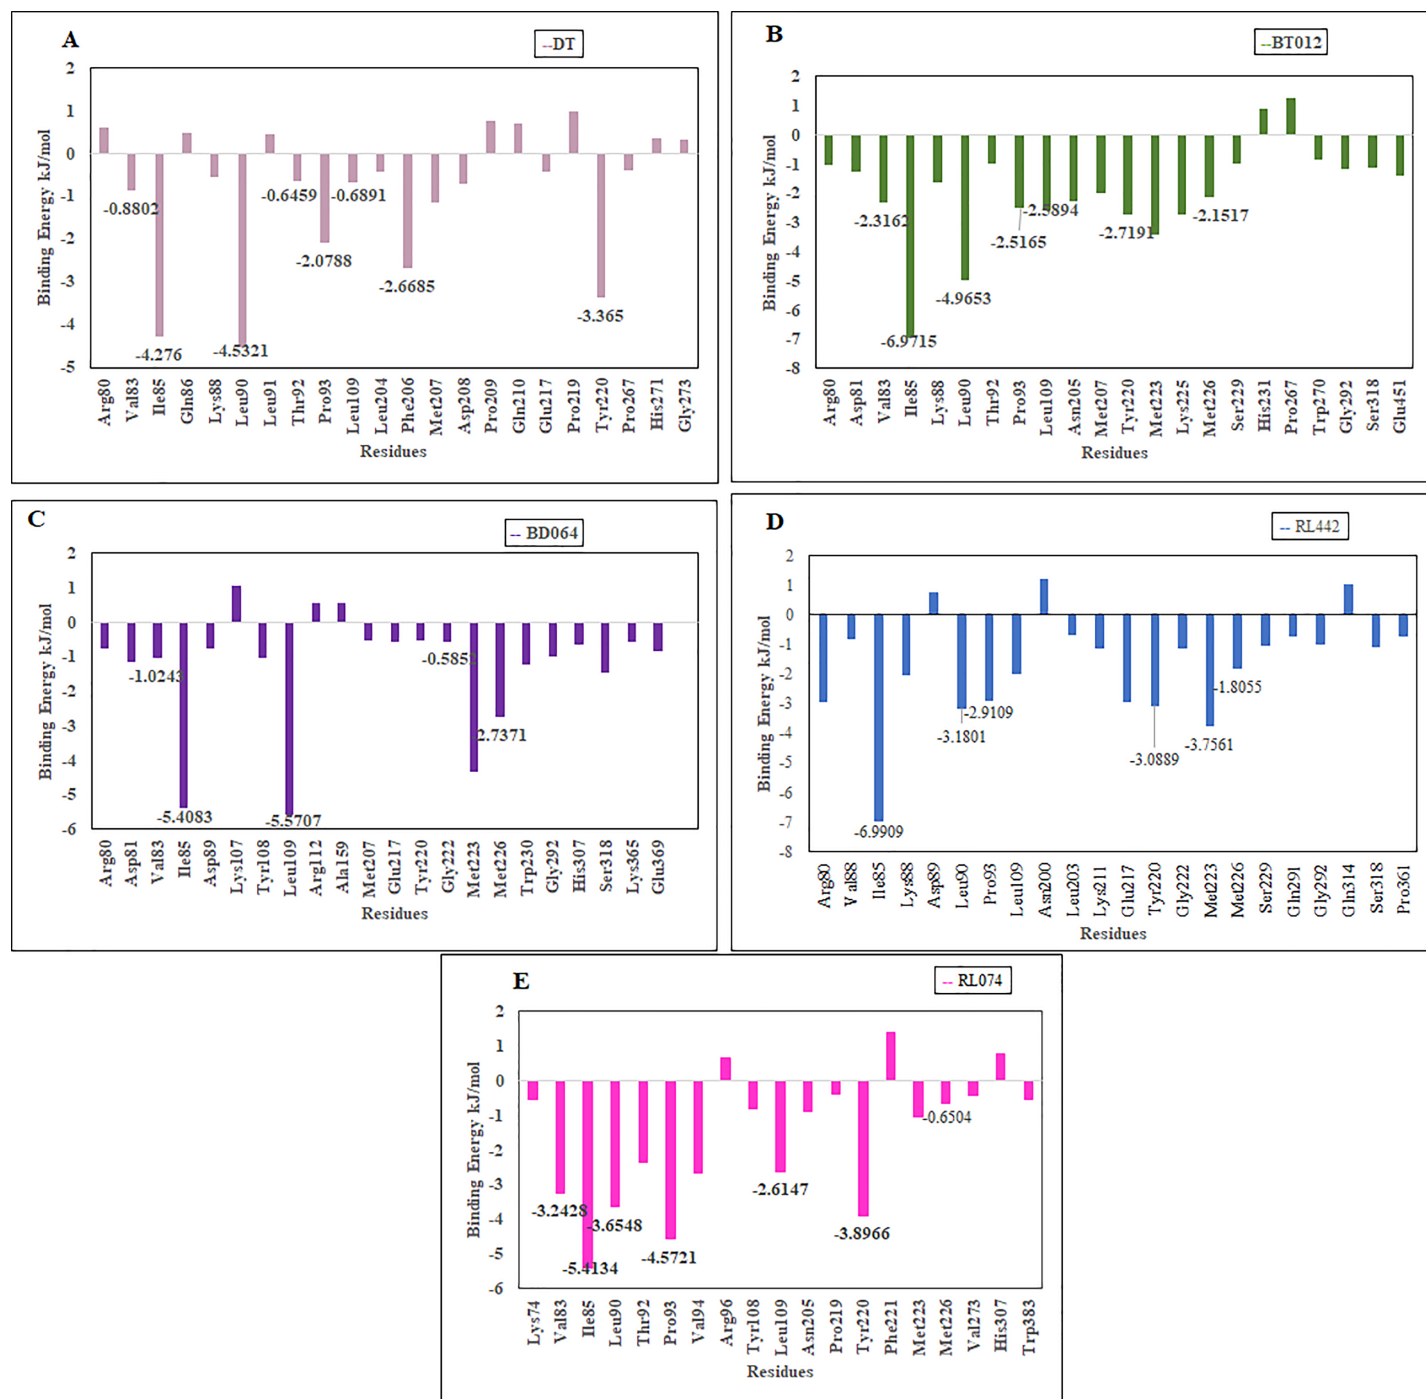 A
--DT
2
1
0
-1
-2
-3
-4
-5
Binding Energy kJ/mol
-0.8802
-4.276
-4.5321
-0.6459
-2.0788
-0.6891
-2.6685
-3.365
Arg80
Val83
Ile85
Gln86
Lys88
Leu90
Leu91
Thr92
Pro93
Leu109
Leu204
Phe206
Met207
Asp208
Pro209
Gln210
Glu217
Pro219
Tyr220
Pro267
His271
Gly273
Residues
B
--BT012
2
1
0
-1
-2
-3
-4
-5
-6
-7
-8
Binding Energy kJ/mol
-2.3162
-6.9715
-4.9653
-2.5165
-2.5894
-2.7191
-2.1517
Arg80
Asp81
Val83
Ile85
Lys88
Leu90
Thr92
Pro93
Leu109
Asn205
Met207
Tyr220
Met223
Lys225
Met226
Ser229
His231
Pro267
Trp270
Gly292
Ser318
Glu451
Residues
C
-- BD064
2
1
0
-1
-2
-3
-4
-5
-6
Binding Energy kJ/mol
-1.0243
-5.4083
-5.5707
-0.5852
-2.7371
Arg80
Asp81
Val83
Ile85
Asp89
Lys107
Tyr108
Leu109
Arg112
Ala159
Met207
Glu217
Tyr220
Gly222
Met223
Met226
Trp230
Gly292
His307
Ser318
Lys365
Glu369
Residues
D
-- RL442
2
1
0
-1
-2
-3
-4
-5
-6
-7
-8
Binding Energy kJ/mol
-6.9909
-3.1801
-2.9109
-3.0889
-3.7561
-1.8055
Arg80
Val88
Ile85
Lys88
Asp89
Leu90
Pro93
Leu109
Asn200
Leu203
Lys211
Glu217
Tyr220
Gly222
Met223
Met226
Ser229
Gln291
Gly292
Gln314
Ser318
Pro361
Residues
E
-- RL074
2
1
0
-1
-2
-3
-4
-5
-6
Binding Energy kJ/mol
-3.2428
-5.4134
-3.6548
-4.5721
-2.6147
-3.8966
-0.6504
Lys74
Val83
Ile85
Leu90
Thr92
Pro93
Val94
Arg96
Tyr108
Leu109
Asn205
Pro219
Tyr220
Phe221
Met223
Met226
Val273
His307
Trp383
Residues